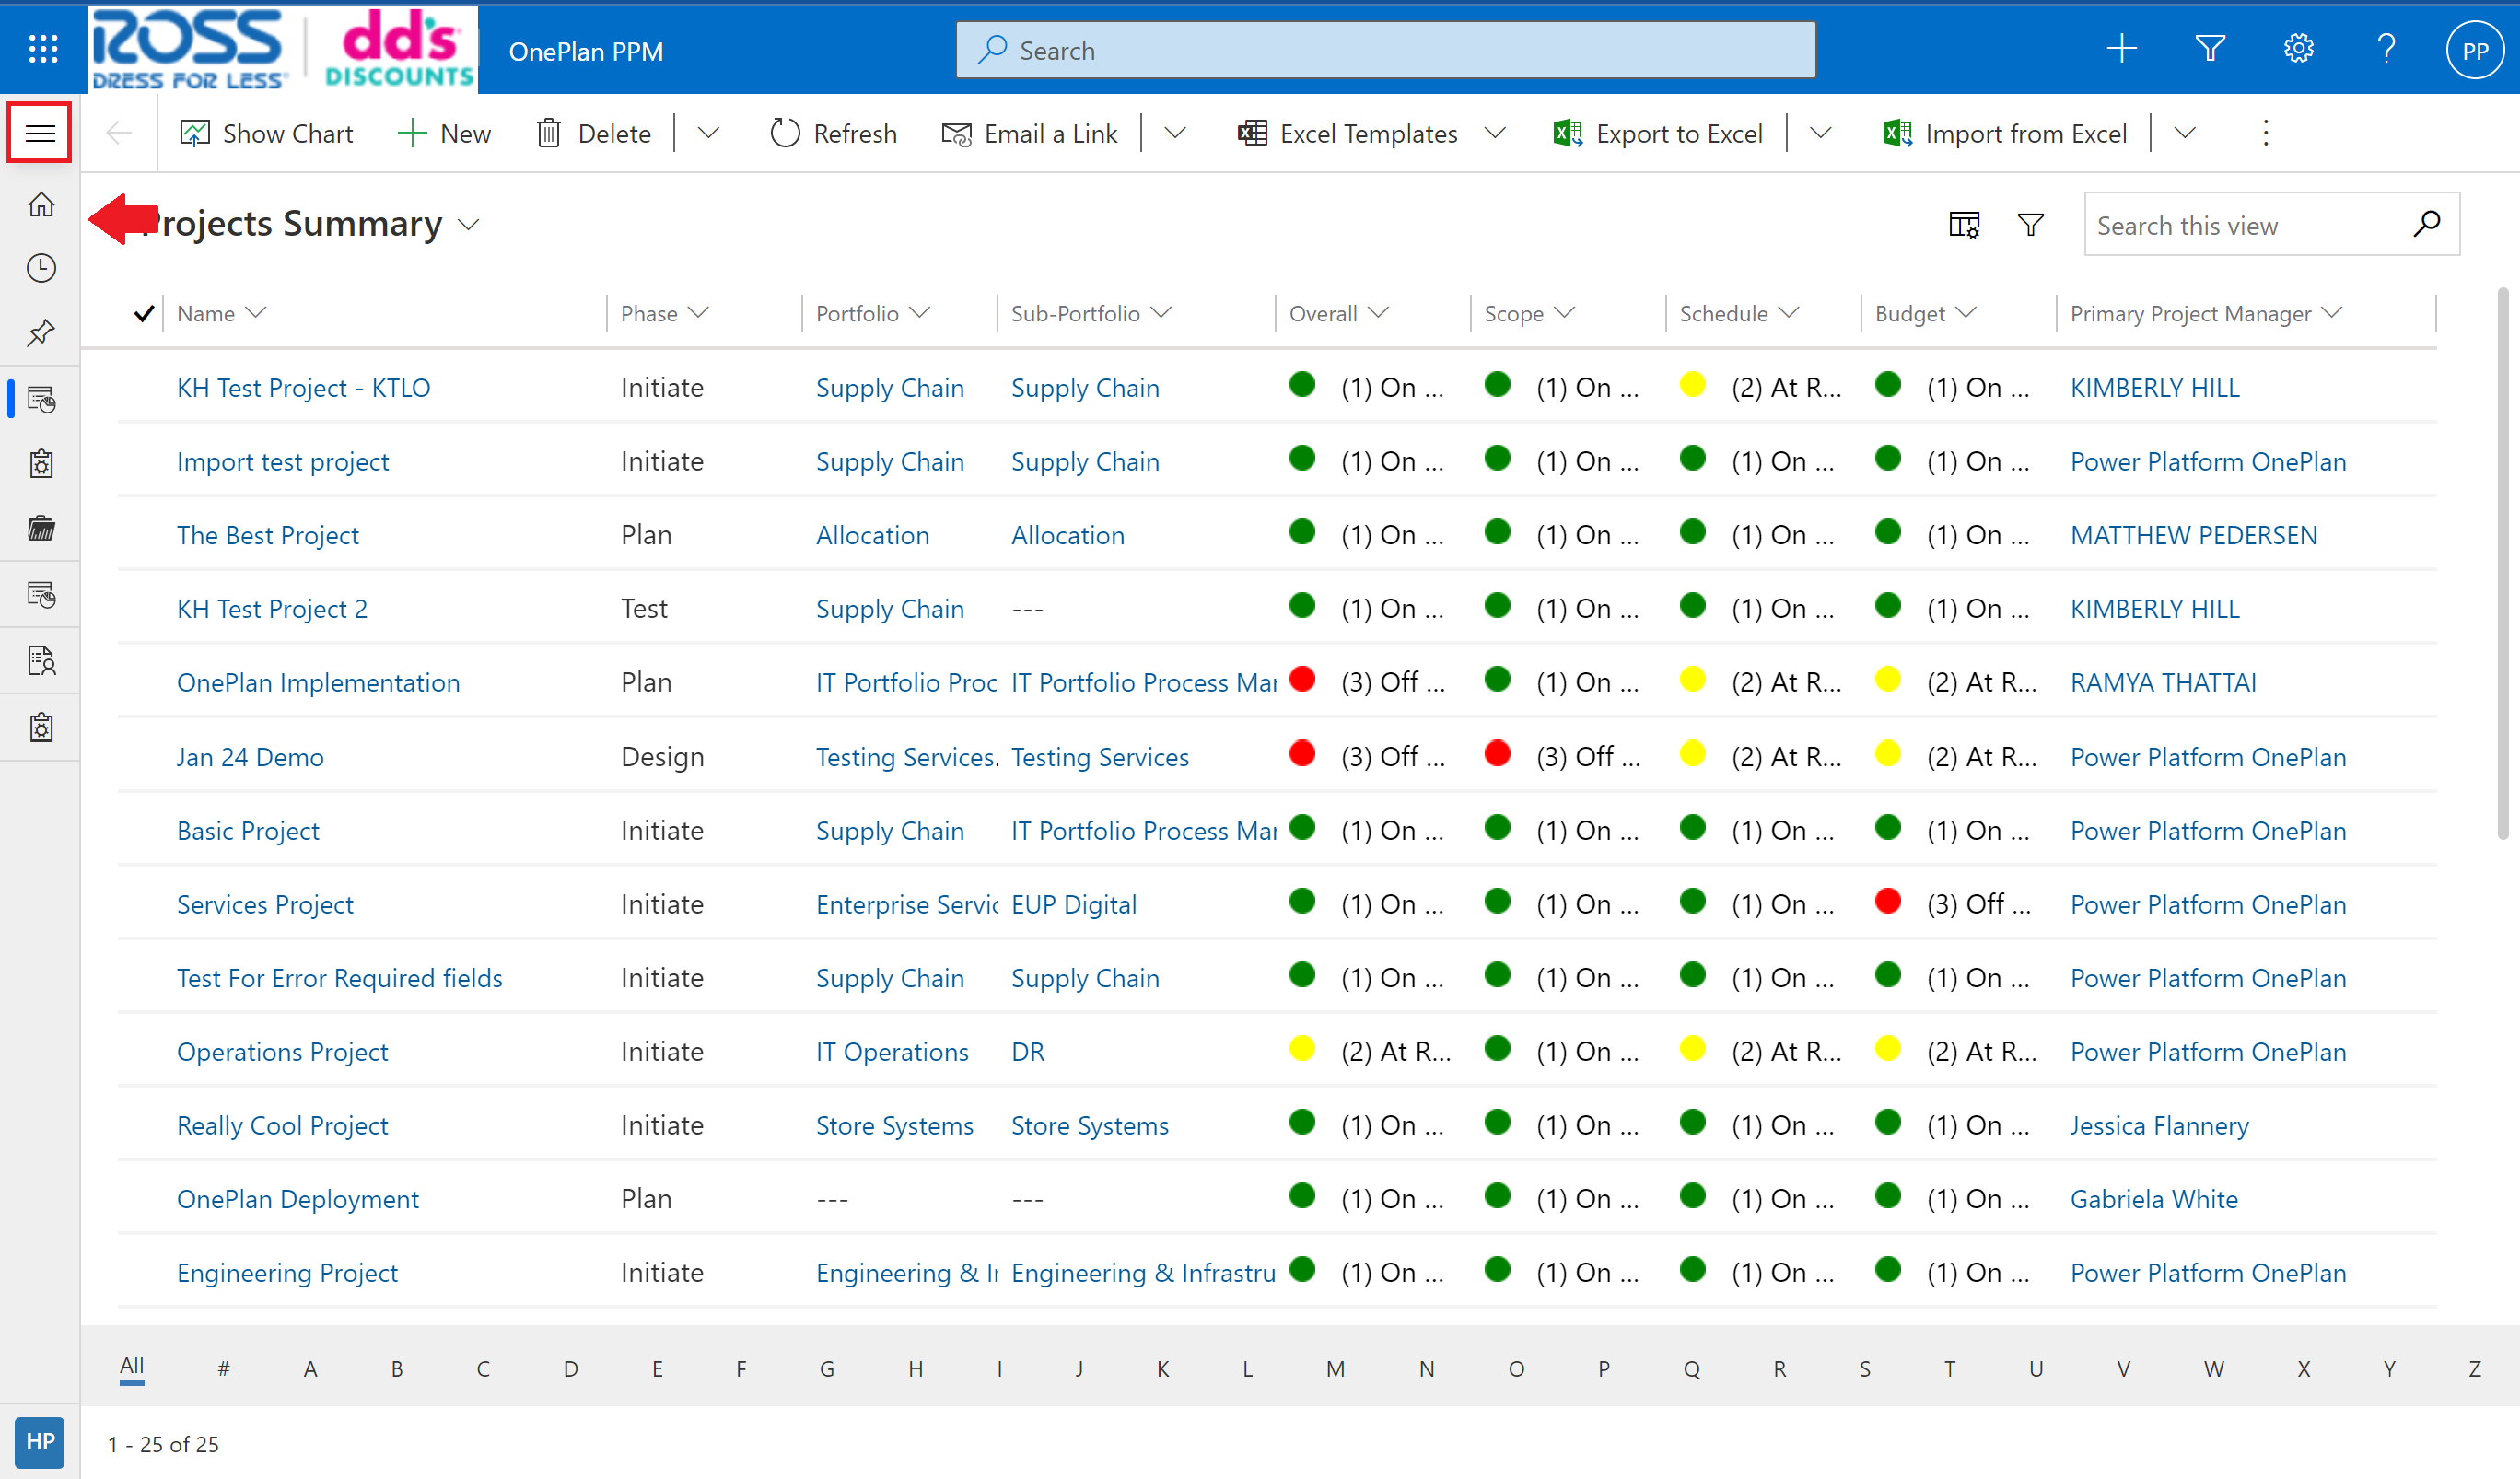 ROSS dd's OnePlan PPM Search PP
DRESS FOR LESS DISCOUNTS
Show Chart New Delete Refresh Email a Link Excel Templates Export to Excel Import from Excel
Projects Summary Search this view
Name Phase Portfolio Sub-Portfolio Overall Scope Schedule Budget Primary Project Manager
KH Test Project - KTLO Initiate Supply Chain Supply Chain (1) On ... (1) On ... (2) At R... (1) On ... KIMBERLY HILL
Import test project Initiate Supply Chain Supply Chain (1) On ... (1) On ... (1) On ... (1) On ... Power Platform OnePlan
The Best Project Plan Allocation Allocation (1) On ... (1) On ... (1) On ... (1) On ... MATTHEW PEDERSEN
KH Test Project 2 Test Supply Chain --- (1) On ... (1) On ... (1) On ... (1) On ... KIMBERLY HILL
OnePlan Implementation Plan IT Portfolio Proc IT Portfolio Process Mar (3) Off ... (1) On ... (2) At R... (2) At R... RAMYA THATTAI
Jan 24 Demo Design Testing Services. Testing Services (3) Off ... (3) Off ... (2) At R... (2) At R... Power Platform OnePlan
Basic Project Initiate Supply Chain IT Portfolio Process Mar (1) On ... (1) On ... (1) On ... (1) On ... Power Platform OnePlan
Services Project Initiate Enterprise Servic EUP Digital (1) On ... (1) On ... (1) On ... (3) Off ... Power Platform OnePlan
Test For Error Required fields Initiate Supply Chain Supply Chain (1) On ... (1) On ... (1) On ... (1) On ... Power Platform OnePlan
Operations Project Initiate IT Operations DR (2) At R... (1) On ... (2) At R... (2) At R... Power Platform OnePlan
Really Cool Project Initiate Store Systems Store Systems (1) On ... (1) On ... (1) On ... (1) On ... Jessica Flannery
OnePlan Deployment Plan --- --- (1) On ... (1) On ... (1) On ... (1) On ... Gabriela White
Engineering Project Initiate Engineering & Ir Engineering & Infrastru (1) On ... (1) On ... (1) On ... (1) On ... Power Platform OnePlan
All # A B C D E F G H I J K L M N O P Q R S T U V W X Y Z
HP 1 - 25 of 25